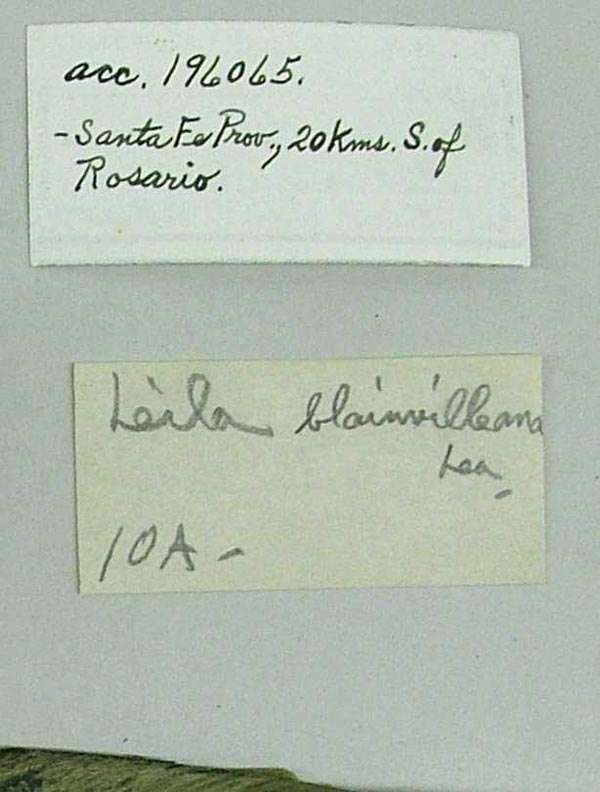 acc. 196065.
- Santa Fe Prov., 20 Kms. S. of
Rosario.
Leila blainvilleana
Lea
10A -